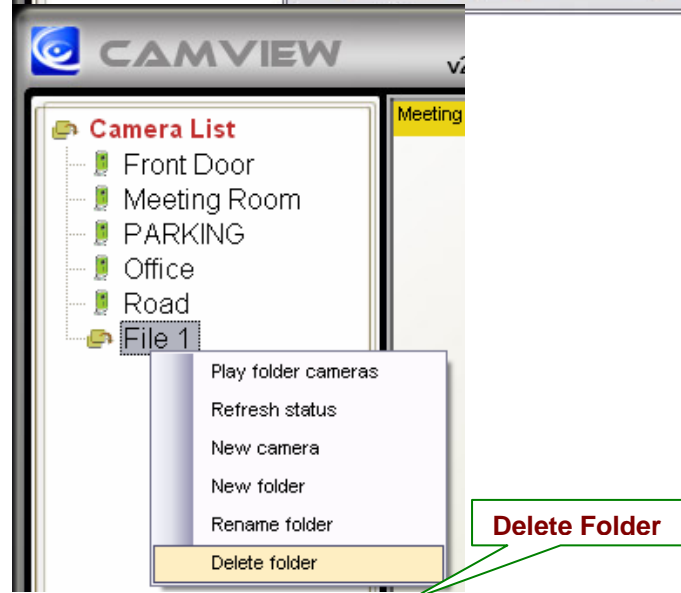 CAMVIEW
Camera List
Meeting
Front Door
Meeting Room
PARKING
Office
Road
File 1
Play folder cameras
Refresh status
New camera
New folder
Rename folder
Delete folder
Delete Folder